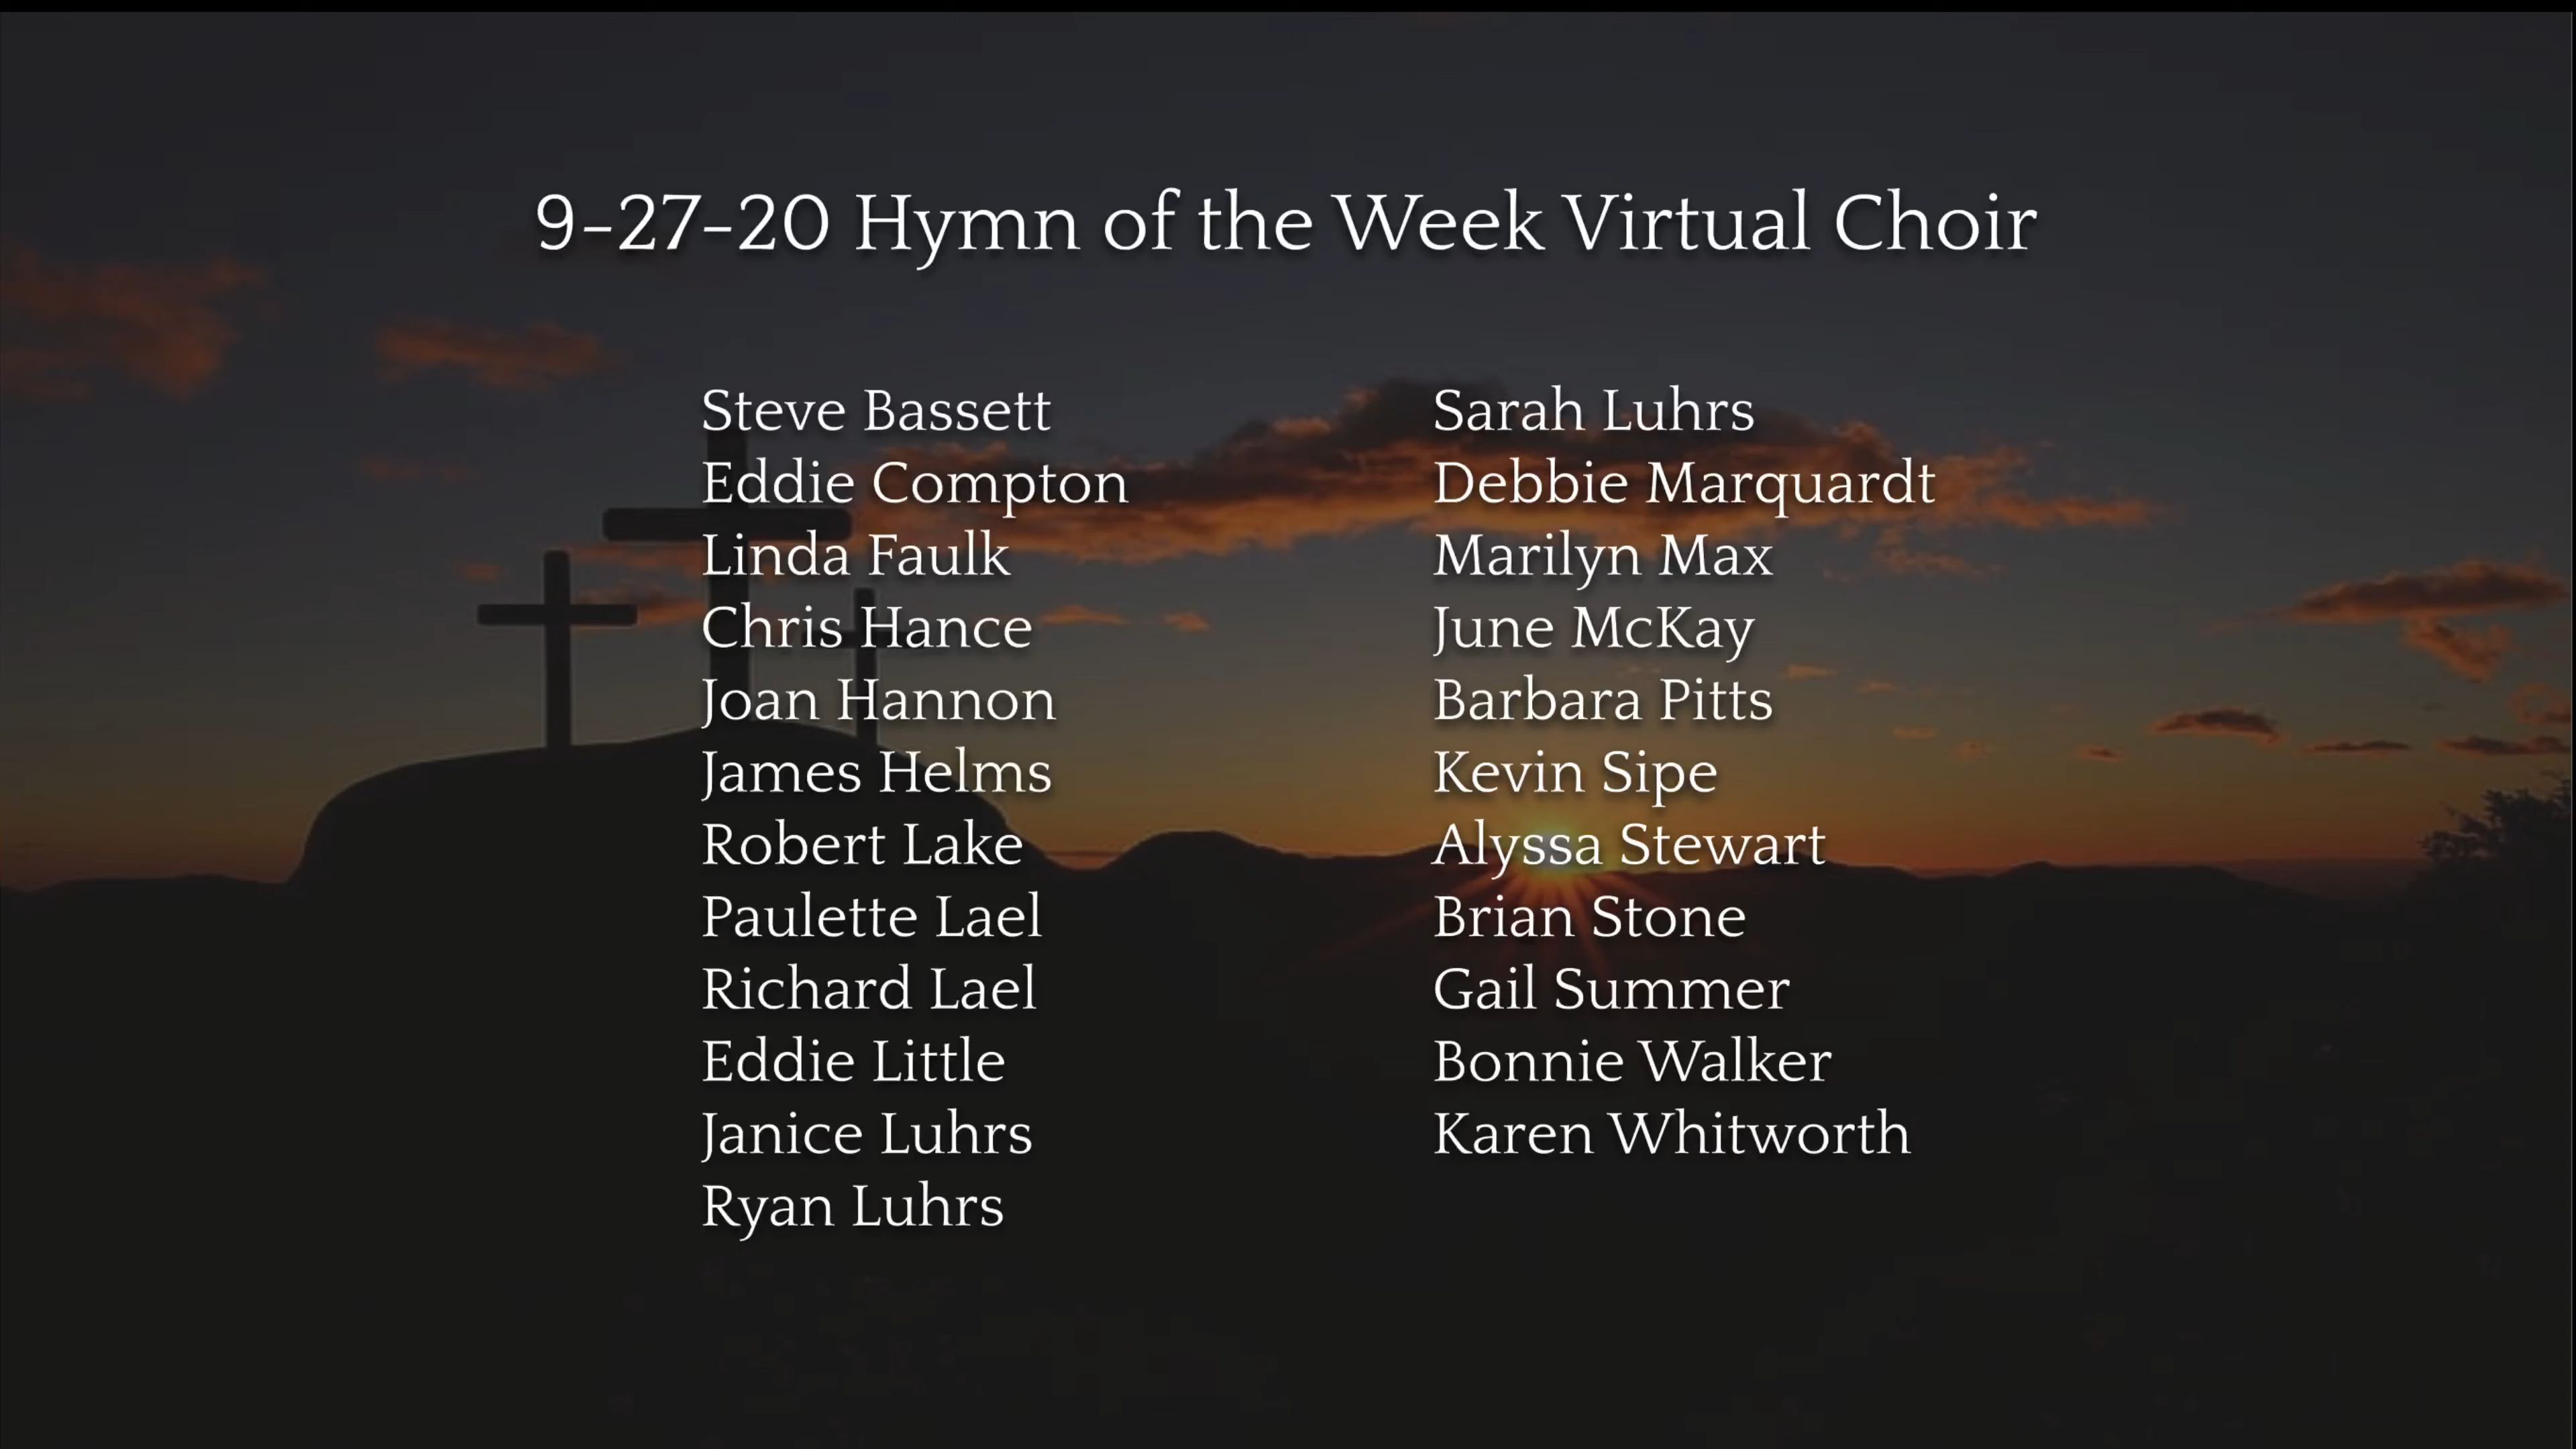 9-27-20 Hymn of the Week Virtual Choir
Steve Bassett
Eddie Compton
Linda Faulk
Chris Hance
Joan Hannon
James Helms
Robert Lake
Paulette Lael
Richard Lael
Eddie Little
Janice Luhrs
Ryan Luhrs
Sarah Luhrs
Debbie Marquardt
Marilyn Max
June McKay
Barbara Pitts
Kevin Sipe
Alyssa Stewart
Brian Stone
Gail Summer
Bonnie Walker
Karen Whitworth